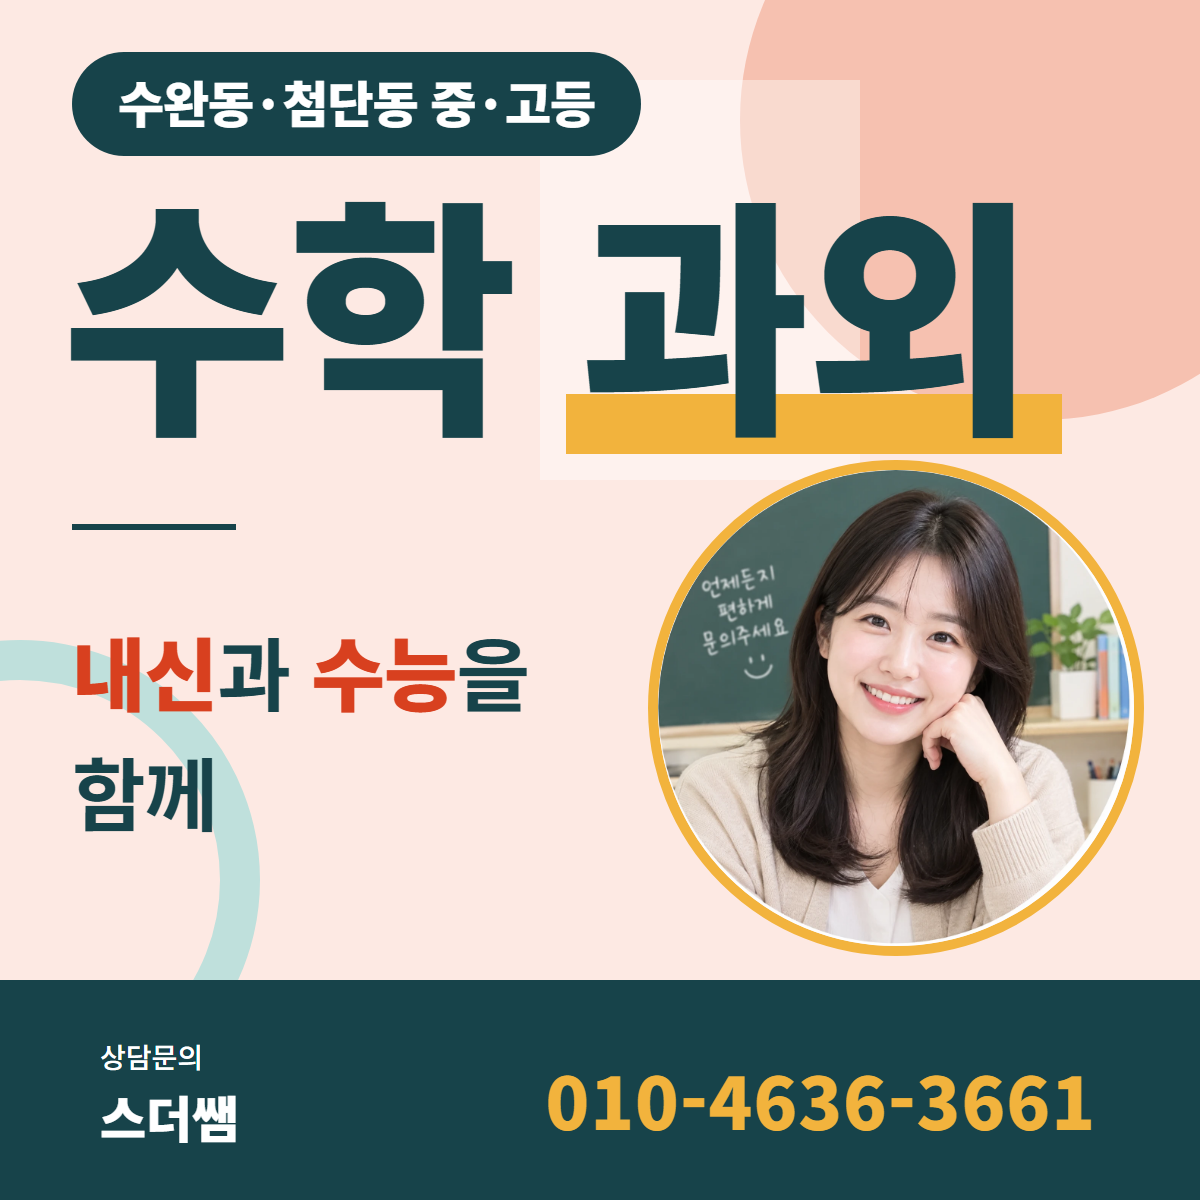 수완동·첨단동 중·고등
수학 과외
내신과 수능을
함께
언제든지
편하게
문의주세요
상담문의
스더쌤
010-4636-3661